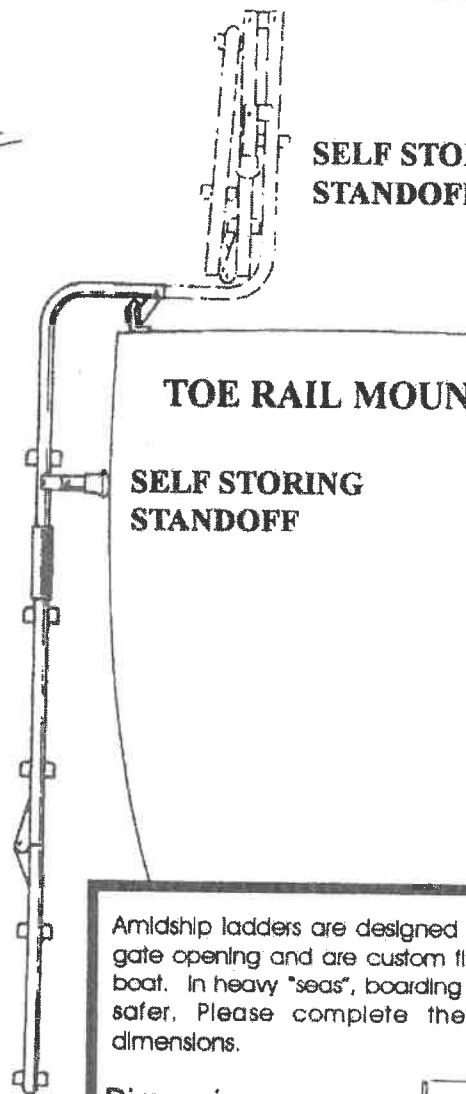 SELF STO
STANDOFF
TOE RAIL MOUN
SELF STORING
STANDOFF
Amidship ladders are designed
gate opening and are custom fi
boat. In heavy "seas", boarding
safer. Please complete the
dimensions.